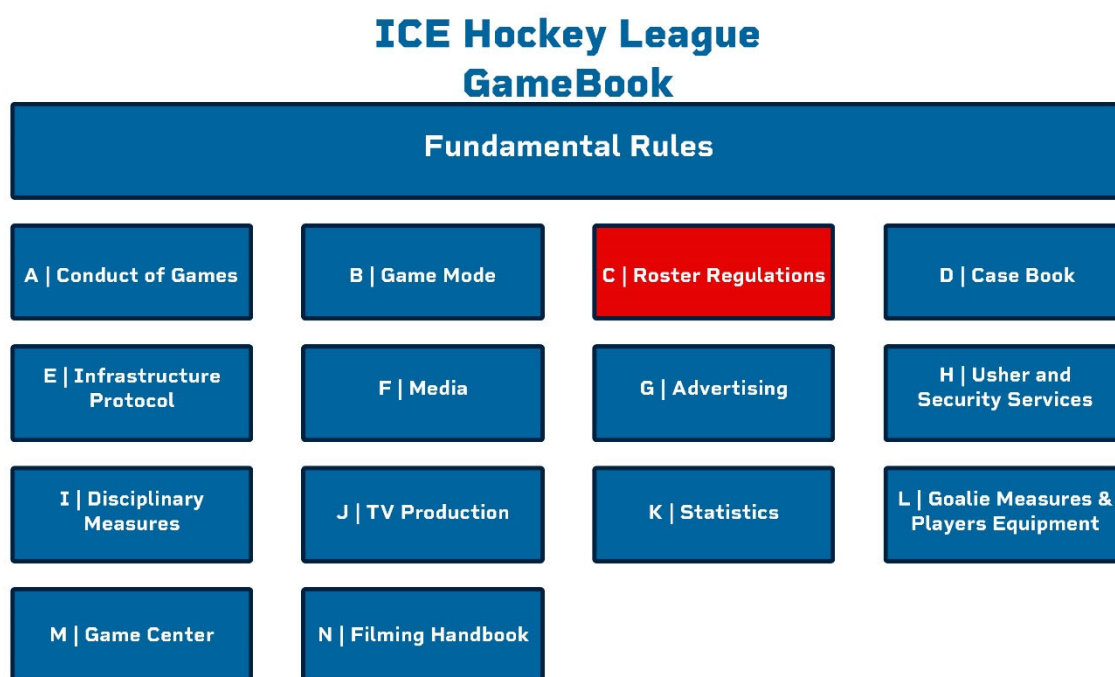 ICE Hockey League
GameBook
Fundamental Rules
A | Conduct of Games
B | Game Mode
C | Roster Regulations
D | Case Book
E | Infrastructure
Protocol
F | Media
G | Advertising
H | Usher and
Security Services
I | Disciplinary
Measures
J | TV Production
K | Statistics
L | Goalie Measures &
Players Equipment
M | Game Center
N | Filming Handbook